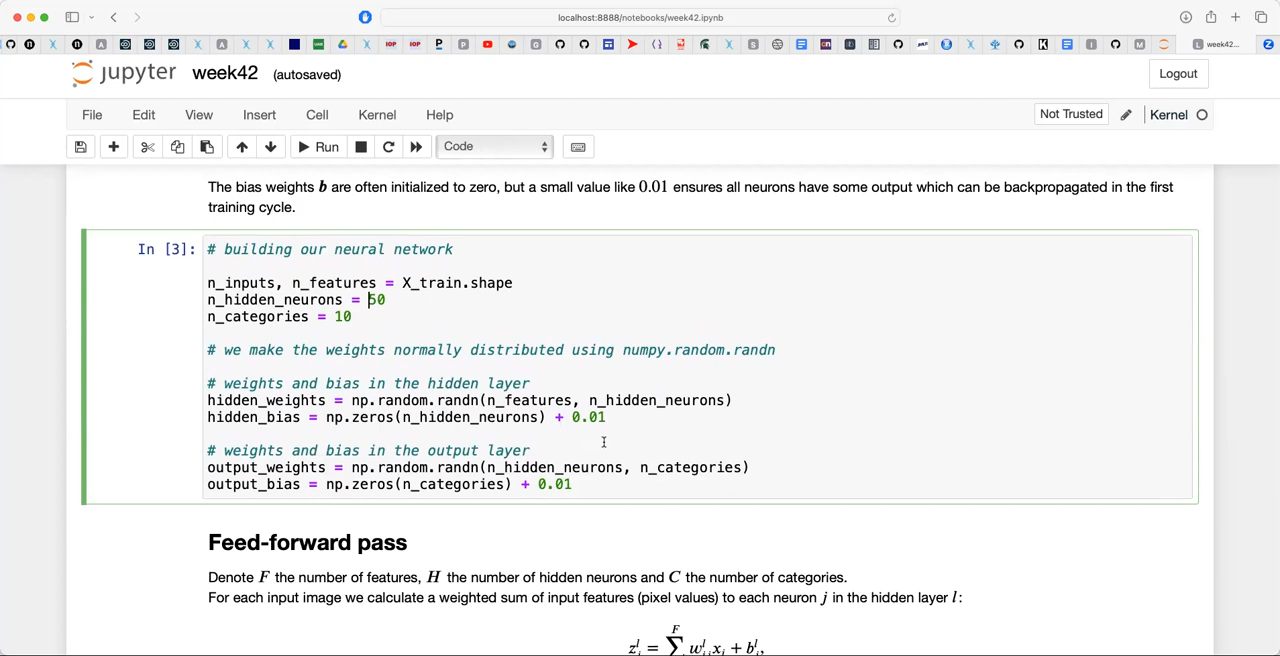 localhost:8888/notebooks/week42.ipynb
week42...
jupyter week42 (autosaved)
Logout
File Edit View Insert Cell Kernel Help
Not Trusted
Kernel
Run
Code
The bias weights b are often initialized to zero, but a small value like 0.01 ensures all neurons have some output which can be backpropagated in the first
training cycle.
In [3]:
# building our neural network
n_inputs, n_features = X_train.shape
n_hidden_neurons = 50
n_categories = 10
# we make the weights normally distributed using numpy.random.randn
# weights and bias in the hidden layer
hidden_weights = np.random.randn(n_features, n_hidden_neurons)
hidden_bias = np.zeros(n_hidden_neurons) + 0.01
# weights and bias in the output layer
output_weights = np.random.randn(n_hidden_neurons, n_categories)
output_bias = np.zeros(n_categories) + 0.01
Feed-forward pass
Denote F the number of features, H the number of hidden neurons and C the number of categories.
For each input image we calculate a weighted sum of input features (pixel values) to each neuron j in the hidden layer l: